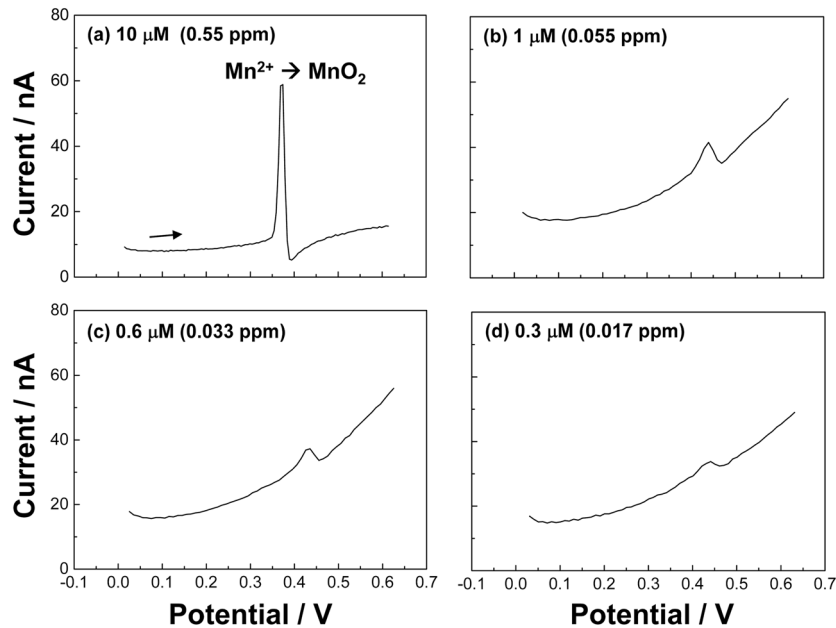 (a) 10 μM (0.55 ppm)
Mn²⁺ → MnO₂
Current / nA
80
60
40
20
0
(b) 1 μM (0.055 ppm)
(c) 0.6 μM (0.033 ppm)
Current / nA
80
60
40
20
0
-0.1 0.0 0.1 0.2 0.3 0.4 0.5 0.6 0.7
Potential / V
(d) 0.3 μM (0.017 ppm)
-0.1 0.0 0.1 0.2 0.3 0.4 0.5 0.6 0.7
Potential / V